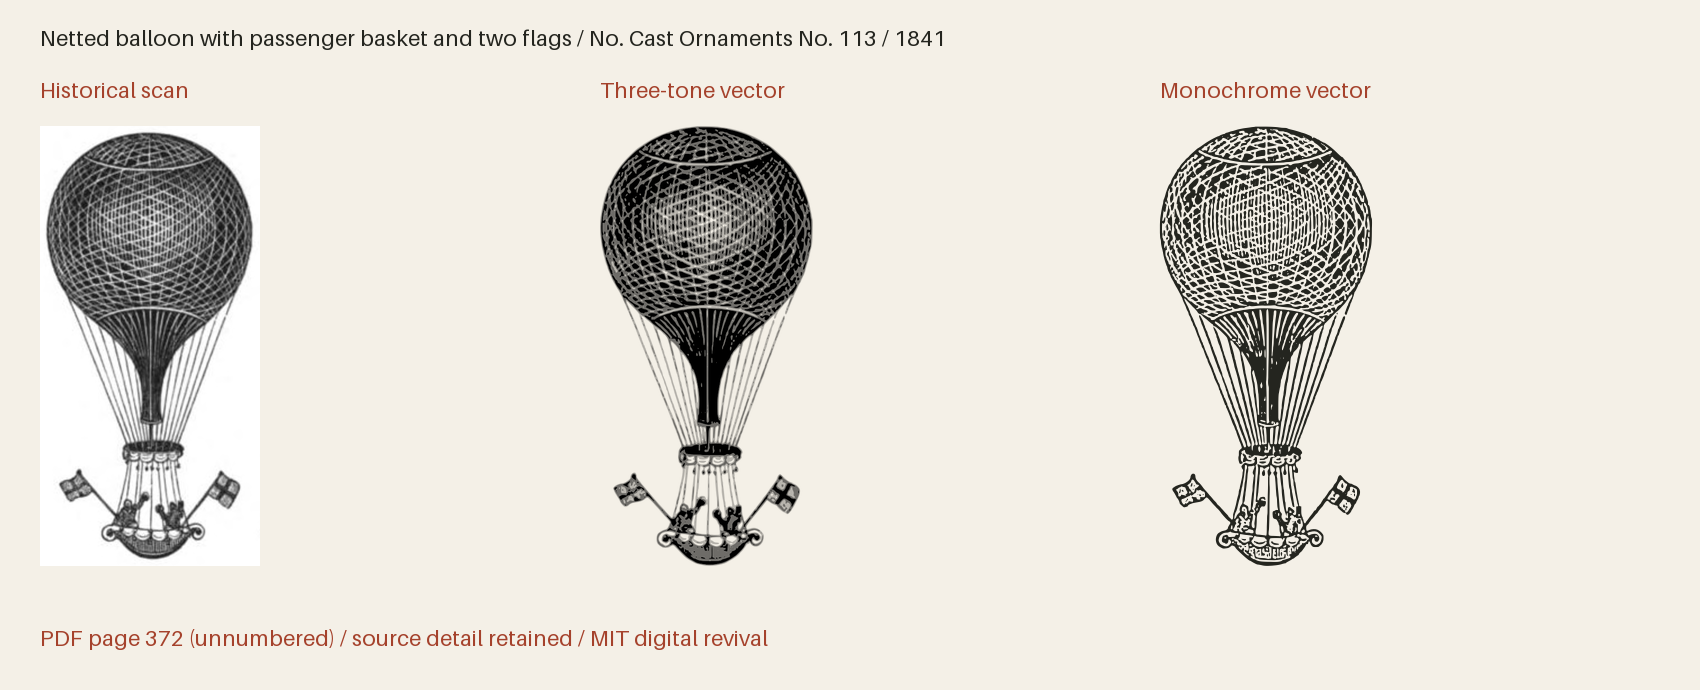 Netted balloon with passenger basket and two flags / No. Cast Ornaments No. 113 / 1841
Historical scan
Three-tone vector
Monochrome vector
PDF page 372 (unnumbered) / source detail retained / MIT digital revival